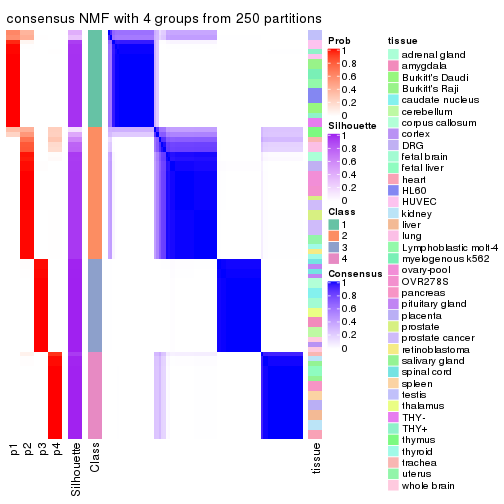 consensus NMF with 4 groups from 250 partitions
p1
p2
p3
p4
Silhouette
Class
tissue
Prob
1
0.8
0.6
0.4
0.2
0
Silhouette
1
0.8
0.6
0.4
0.2
0
Class
1
2
3
4
Consensus
1
0.8
0.6
0.4
0.2
0
tissue
adrenal gland
amygdala
Burkitt's Daudi
Burkitt's Raji
caudate nucleus
cerebellum
corpus callosum
cortex
DRG
fetal brain
fetal liver
heart
HL60
HUVEC
kidney
liver
lung
Lymphoblastic molt-4
myelogenous k562
ovary-pool
OVR278S
pancreas
pituitary gland
placenta
prostate
prostate cancer
retinoblastoma
salivary gland
spinal cord
spleen
testis
thalamus
THY-
THY+
thymus
thyroid
trachea
uterus
whole brain